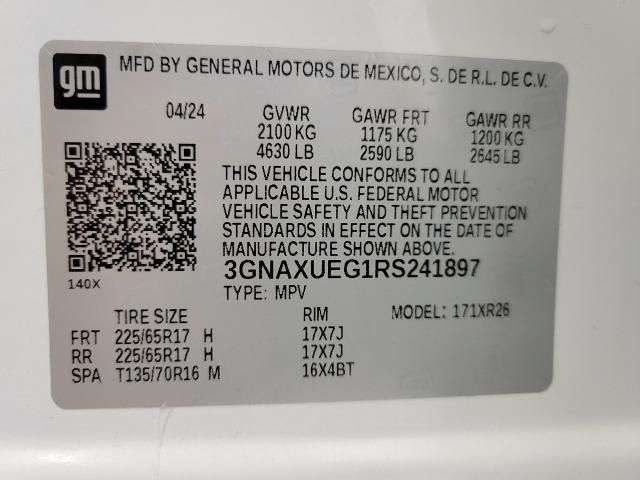 gm
MFD BY GENERAL MOTORS DE MEXICO, S. DE R.L. DE C.V.
04/24 GVWR GAWR FRT GAWR RR
2100 KG 1175 KG 1200 KG
4630 LB 2590 LB 2645 LB
THIS VEHICLE CONFORMS TO ALL
APPLICABLE U.S. FEDERAL MOTOR
VEHICLE SAFETY AND THEFT PREVENTION
STANDARDS IN EFFECT ON THE DATE
OF MANUFACTURE SHOWN ABOVE.
3GNAXUEG1RS241897
140X
TYPE: MPV MODEL: 171XR26
TIRE SIZE RIM
FRT 225/65R17 H 17X7J
RR 225/65R17 H 17X7J
SPA T135/70R16 M 16X4BT